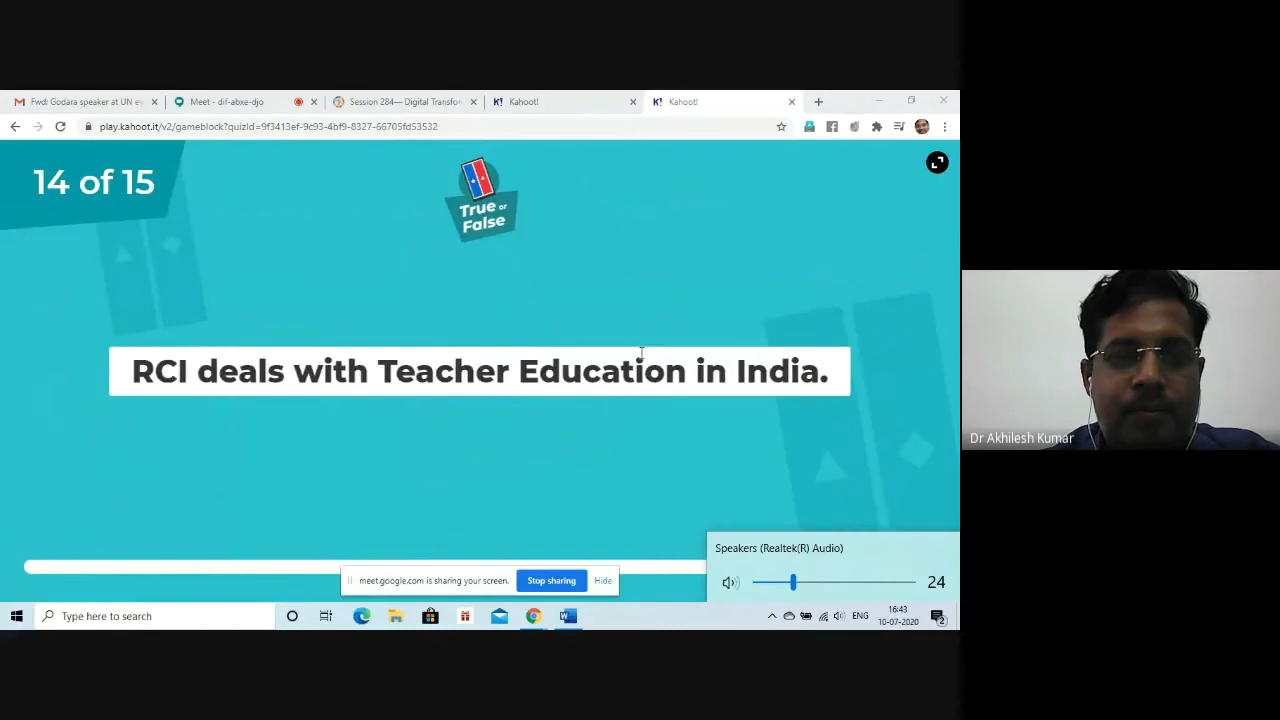 Fwd: Godara speaker at UN e
Meet - dif-abxe-djo
Session 284— Digital Transfor
K! Kahoot!
K! Kahoot!
play.kahoot.it/v2/gameblock?quizId=9f3413ef-9c93-4bf9-8327-66705fd53532
14 of 15
True or
False
RCI deals with Teacher Education in India.
Dr Akhilesh Kumar
Speakers (Realtek(R) Audio)
24
meet.google.com is sharing your screen.
Stop sharing
Hide
Type here to search
ENG
16:43
10-07-2020
2